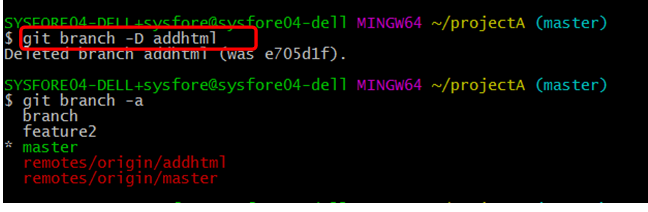 SYSFORE04-DELL+sysfore@sysfore04-dell MINGW64 ~/projectA (master)
$ git branch -D addhtml
Deleted branch addhtml (was e705d1f).
SYSFORE04-DELL+sysfore@sysfore04-dell MINGW64 ~/projectA (master)
$ git branch -a
branch
feature2
* master
remotes/origin/addhtml
remotes/origin/master